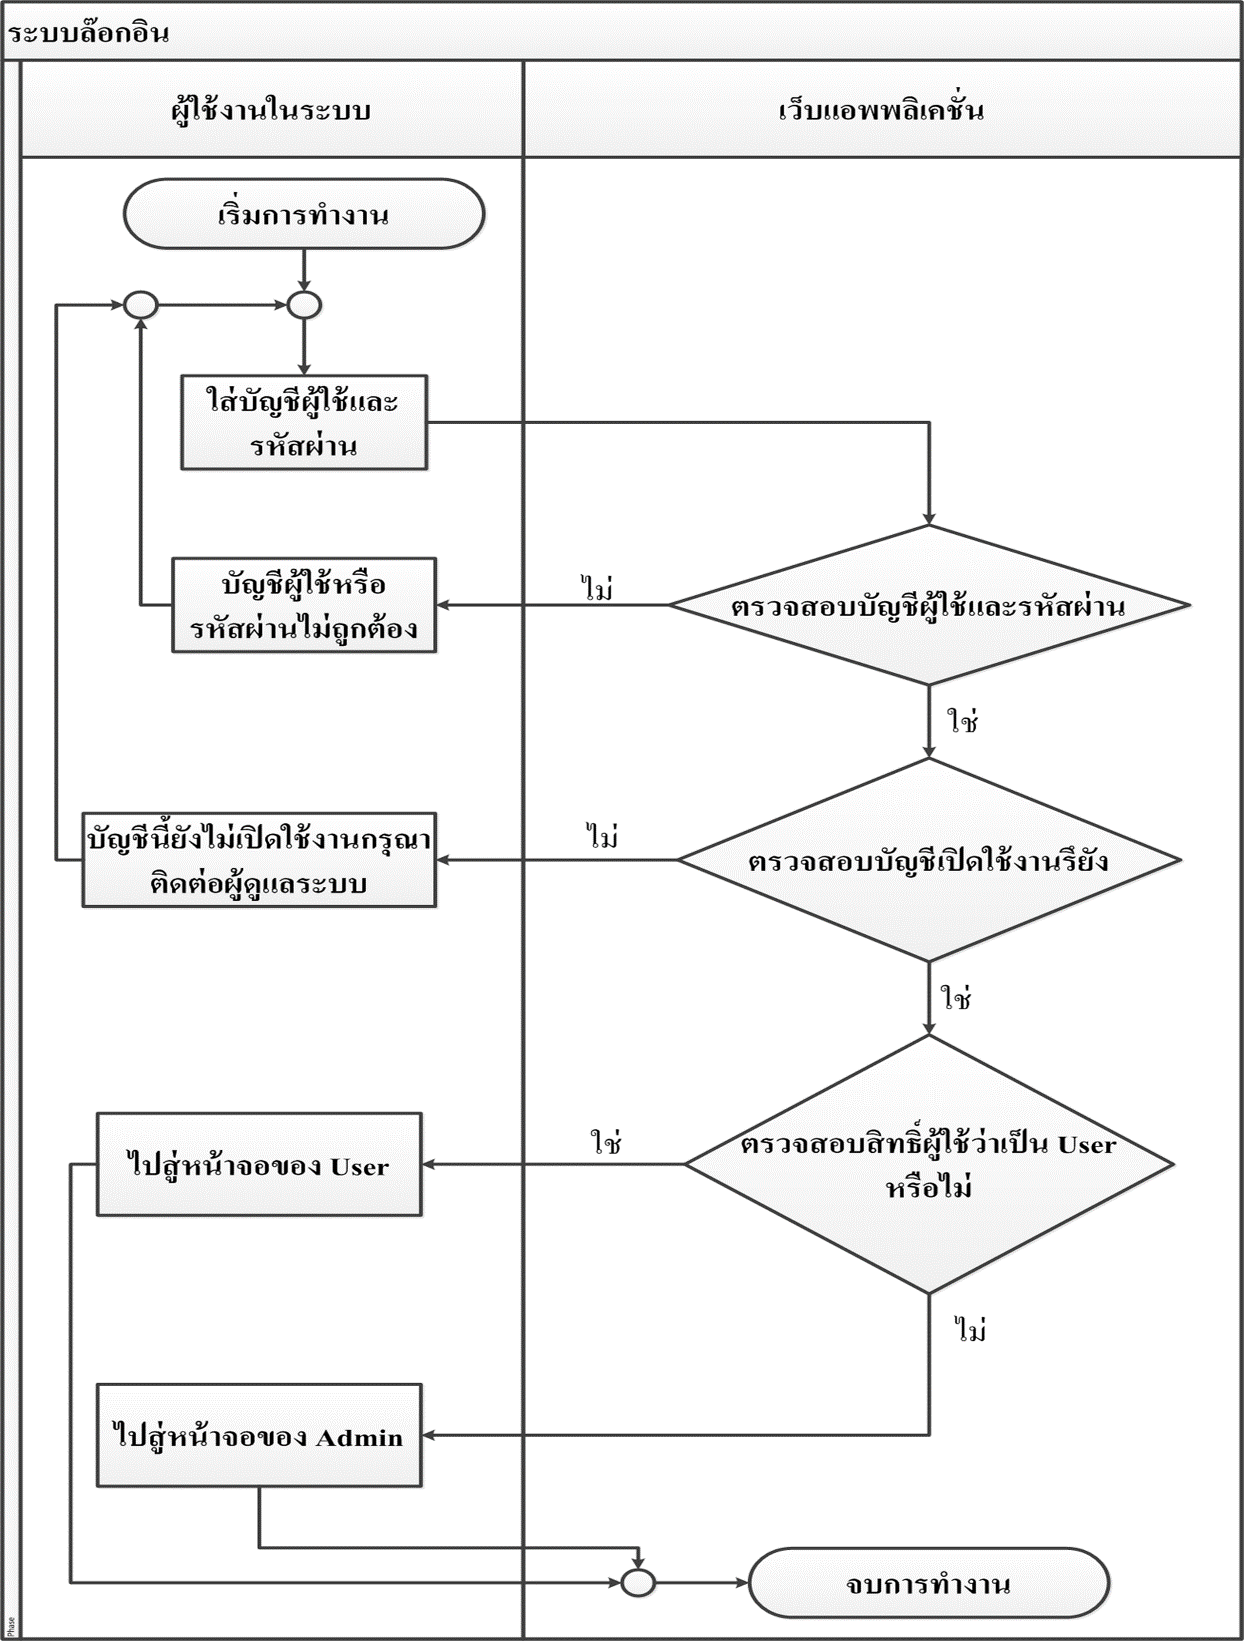 ระบบล๊อกอิน
ผู้ใช้งานในระบบ
เว็บแอพพลิเคชั่น
เริ่มการทำงาน
ใส่บัญชีผู้ใช้และ
รหัสผ่าน
บัญชีผู้ใช้หรือ
รหัสผ่านไม่ถูกต้อง
ไม่
ตรวจสอบบัญชีผู้ใช้และรหัสผ่าน
ใช่
บัญชีนี้ยังไม่เปิดใช้งานกรุณา
ติดต่อผู้ดูแลระบบ
ไม่
ตรวจสอบบัญชีเปิดใช้งานรึยัง
ใช่
ไปสู่หน้าจอของ User
ใช่
ตรวจสอบสิทธิ์ผู้ใช้ว่าเป็น User
หรือไม่
ไม่
ไปสู่หน้าจอของ Admin
จบการทำงาน
Phase